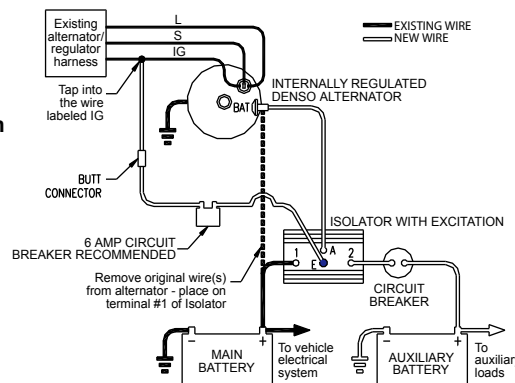 Existing
alternator/
regulator
harness
L
S
IG
EXISTING WIRE
NEW WIRE
Tap into
the wire
labeled IG
BAT
INTERNALLY REGULATED
DENSO ALTERNATOR
BUTT
CONNECTOR
6 AMP CIRCUIT
BREAKER RECOMMENDED
ISOLATOR WITH EXCITATION
1
A
E
2
Remove original wire(s)
from alternator - place on
terminal #1 of Isolator
CIRCUIT
BREAKER
- +
MAIN
BATTERY
To vehicle
electrical
system
- +
AUXILIARY
BATTERY
To
auxiliar
loads